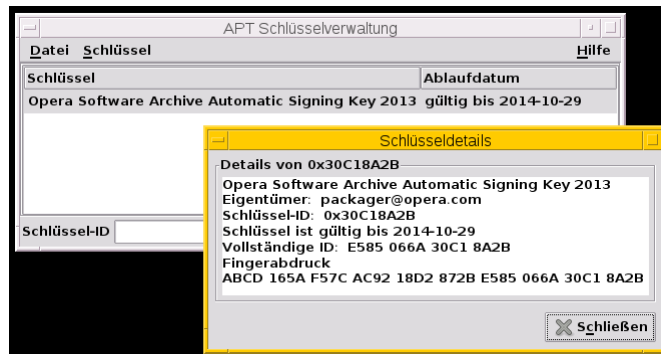 APT Schlüsselverwaltung
Datei Schlüssel Hilfe
Schlüssel Ablaufdatum
Opera Software Archive Automatic Signing Key 2013 gültig bis 2014-10-29
Schlüssel-ID
Schlüsseldetails
Details von 0x30C18A2B
Opera Software Archive Automatic Signing Key 2013
Eigentümer: packager@opera.com
Schlüssel-ID: 0x30C18A2B
Schlüssel ist gültig bis 2014-10-29
Vollständige ID: E585 066A 30C1 8A2B
Fingerabdruck
ABCD 165A F57C AC92 18D2 872B E585 066A 30C1 8A2B
Schließen